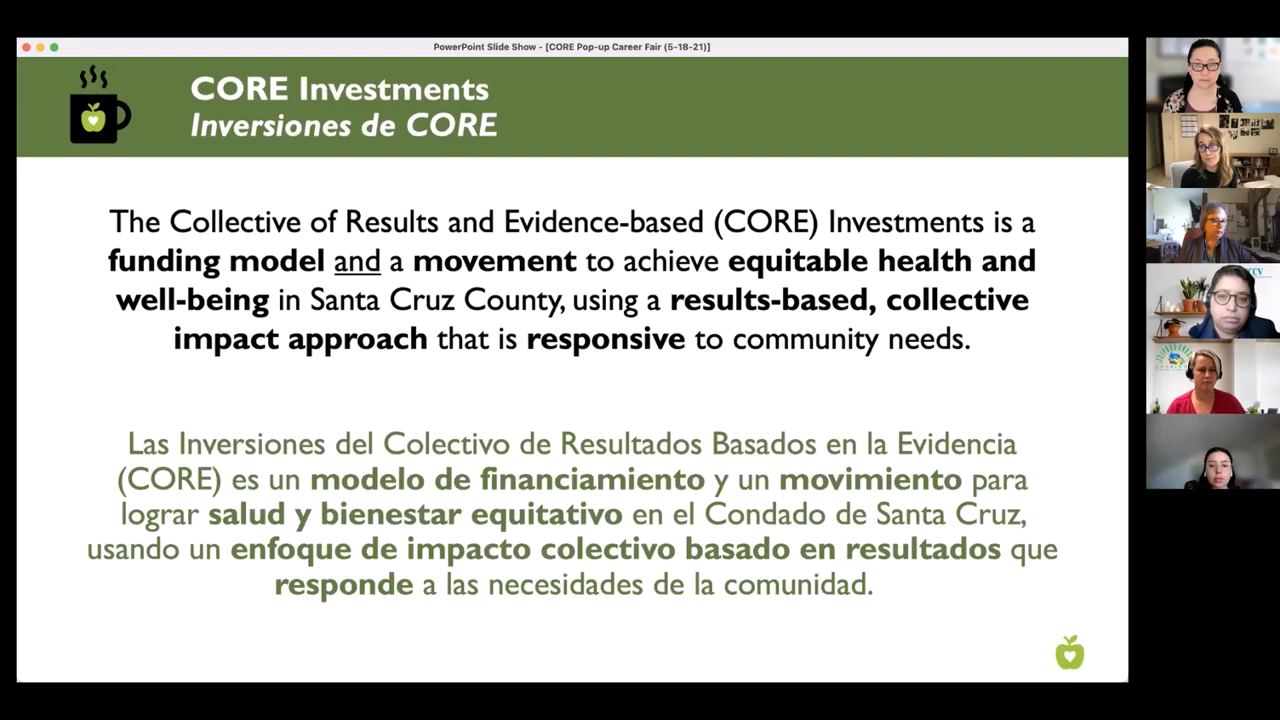 PowerPoint Slide Show - [CORE Pop-up Career Fair (5-18-21)]
CORE Investments
Inversiones de CORE
The Collective of Results and Evidence-based (CORE) Investments is a
funding model and a movement to achieve equitable health and
well-being in Santa Cruz County, using a results-based, collective
impact approach that is responsive to community needs.
Las Inversiones del Colectivo de Resultados Basados en la Evidencia
(CORE) es un modelo de financiamiento y un movimiento para
lograr salud y bienestar equitativo en el Condado de Santa Cruz,
usando un enfoque de impacto colectivo basado en resultados que
responde a las necesidades de la comunidad.